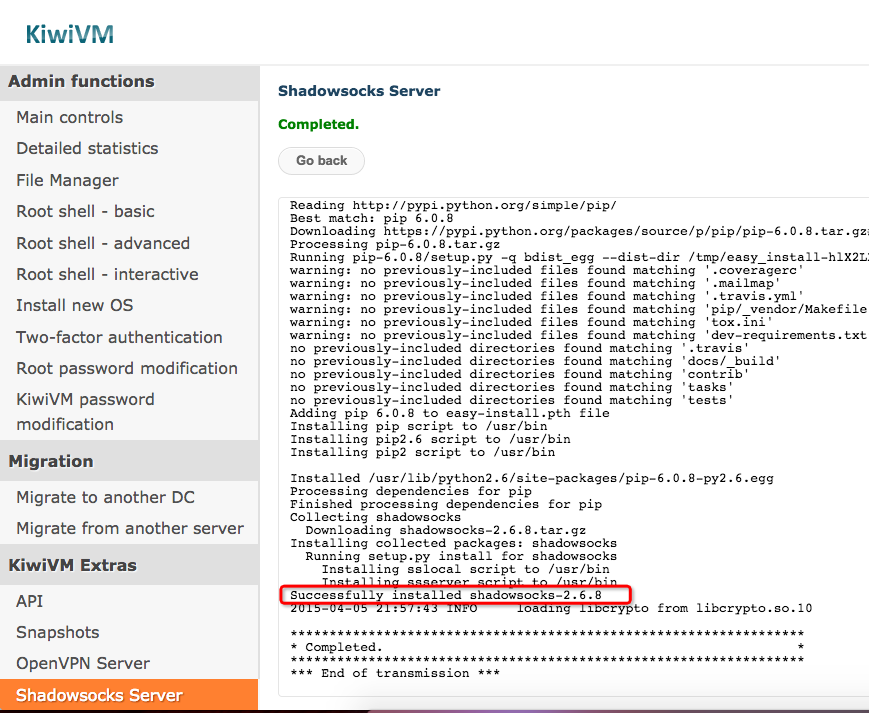 KiwiVM
Admin functions
Main controls
Detailed statistics
File Manager
Root shell - basic
Root shell - advanced
Root shell - interactive
Install new OS
Two-factor authentication
Root password modification
KiwiVM password
modification
Migration
Migrate to another DC
Migrate from another server
KiwiVM Extras
API
Snapshots
OpenVPN Server
Shadowsocks Server
Shadowsocks Server
Completed.
Go back
Reading http://pypi.python.org/simple/pip/
Best match: pip 6.0.8
Downloading https://pypi.python.org/packages/source/p/pip/pip-6.0.8.tar.gz
Processing pip-6.0.8.tar.gz
Running pip-6.0.8/setup.py -q bdist_egg --dist-dir /tmp/easy_install-hlX2L
warning: no previously-included files found matching '.coveragerc'
warning: no previously-included files found matching '.mailmap'
warning: no previously-included files found matching '.travis.yml'
warning: no previously-included files found matching 'pip/_vendor/Makefile
warning: no previously-included files found matching 'tox.ini'
warning: no previously-included files found matching 'dev-requirements.txt
no previously-included directories found matching '.travis'
no previously-included directories found matching 'docs/_build'
no previously-included directories found matching 'contrib'
no previously-included directories found matching 'tasks'
no previously-included directories found matching 'tests'
Adding pip 6.0.8 to easy-install.pth file
Installing pip script to /usr/bin
Installing pip2.6 script to /usr/bin
Installing pip2 script to /usr/bin
Installed /usr/lib/python2.6/site-packages/pip-6.0.8-py2.6.egg
Processing dependencies for pip
Finished processing dependencies for pip
Collecting shadowsocks
Downloading shadowsocks-2.6.8.tar.gz
Installing collected packages: shadowsocks
Running setup.py install for shadowsocks
Installing sslocal script to /usr/bin
Installing ssserver script to /usr/bin
Successfully installed shadowsocks-2.6.8
2015-04-05 21:57:43 INFO     loading libcrypto from libcrypto.so.10
******************************************************************
* Completed.                                                     *
******************************************************************
*** End of transmission ***